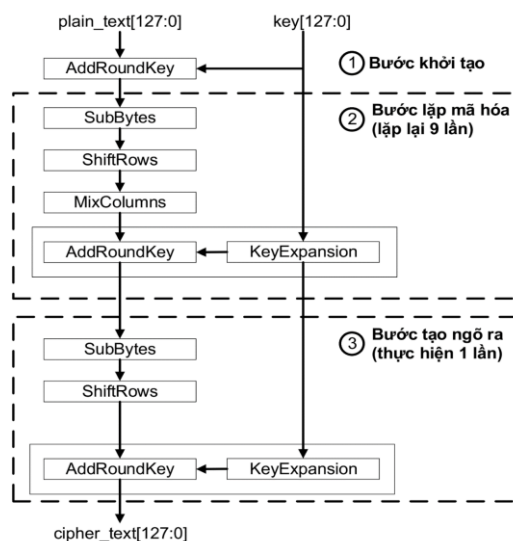 plain_text[127:0]
key[127:0]
AddRoundKey
① Bước khởi tạo
SubBytes
② Bước lặp mã hóa
(lặp lại 9 lần)
ShiftRows
MixColumns
AddRoundKey
KeyExpansion
③ Bước tạo ngõ ra
(thực hiện 1 lần)
SubBytes
ShiftRows
AddRoundKey
KeyExpansion
cipher_text[127:0]